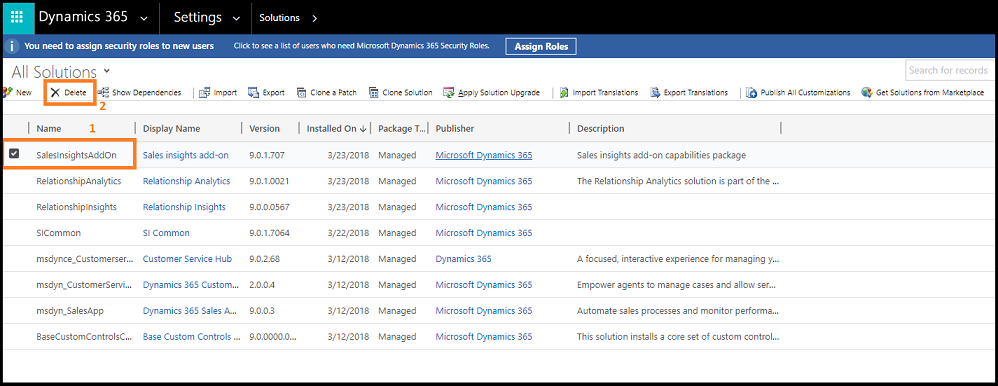 Dynamics 365 Settings Solutions
You need to assign security roles to new users Click to see a list of users who need Microsoft Dynamics 365 Security Roles. Assign Roles
All Solutions Search for records
New Delete Show Dependencies Import Export Clone a Patch Clone Solution Apply Solution Upgrade Import Translations Export Translations Publish All Customizations Get Solutions from Marketplace
2
1
Name Display Name Version Installed On Package T... Publisher Description
SalesInsightsAddOn Sales insights add-on 9.0.1.707 3/23/2018 Managed Microsoft Dynamics 365 Sales insights add-on capabilities package
RelationshipAnalytics Relationship Analytics 9.0.1.0021 3/23/2018 Managed Microsoft Dynamics 365 The Relationship Analytics solution is part of the ...
RelationshipInsights Relationship Insights 9.0.0.0567 3/23/2018 Managed Microsoft Dynamics 365
SICommon SI Common 9.0.1.7064 3/22/2018 Managed Microsoft Dynamics 365
msdynce_Customerser... Customer Service Hub 9.0.2.68 3/12/2018 Managed Dynamics 365 A focused, interactive experience for managing y...
msdyn_CustomerServi... Dynamics 365 Custom... 2.0.0.4 3/12/2018 Managed Microsoft Dynamics 365 Empower agents to manage cases and allow ser...
msdyn_SalesApp Dynamics 365 Sales A... 9.0.0.3 3/12/2018 Managed Microsoft Dynamics 365 Automate sales processes and monitor performa...
BaseCustomControlsC... Base Custom Controls ... 9.0.0000.0... 3/12/2018 Managed Microsoft Dynamics 365 This solution installs a core set of custom control...